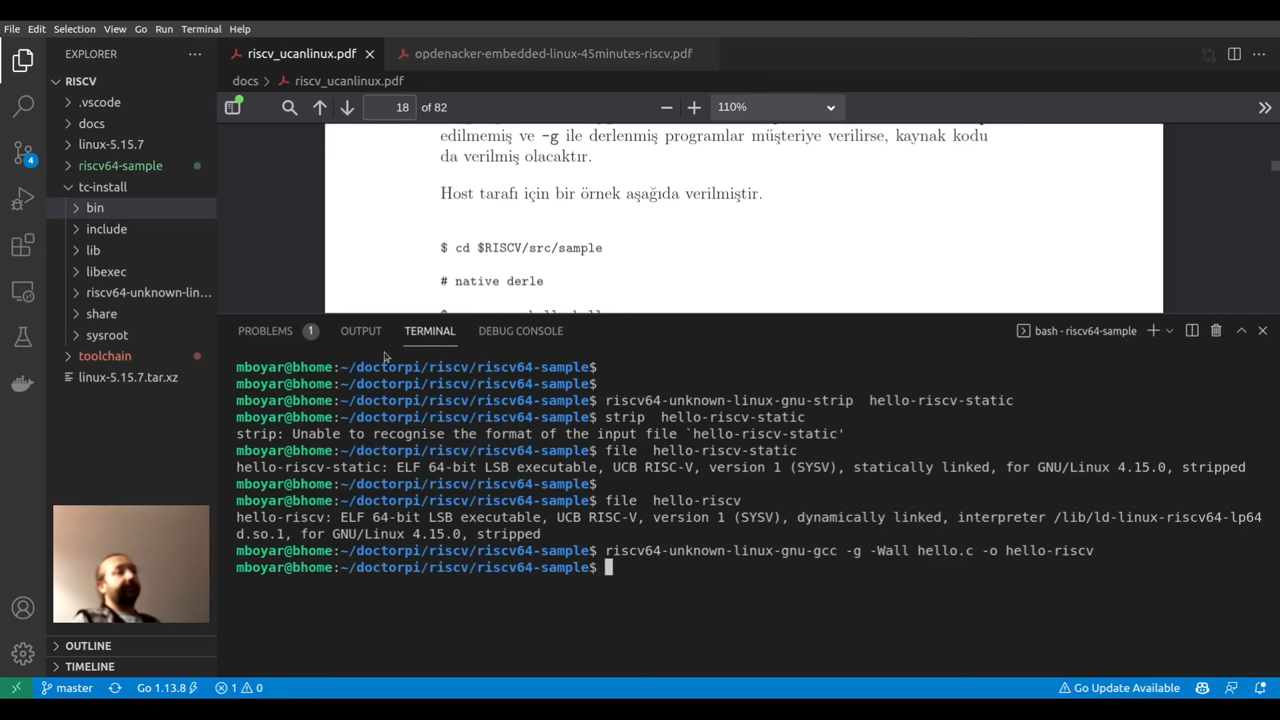 File Edit Selection View Go Run Terminal Help
EXPLORER
riscv_ucanlinux.pdf
opdenacker-embedded-linux-45minutes-riscv.pdf
RISCV
docs > riscv_ucanlinux.pdf
.vscode
18 of 82
110%
docs
linux-5.15.7
riscv64-sample
tc-install
bin
include
lib
libexec
riscv64-unknown-lin...
share
sysroot
toolchain
linux-5.15.7.tar.xz
4
edilmemiş ve -g ile derlenmiş programlar müşteriye verilirse, kaynak kodu
da verilmiş olacaktır.
Host tarafı için bir örnek aşağıda verilmiştir.
$ cd $RISCV/src/sample
# native derle
PROBLEMS 1 OUTPUT TERMINAL DEBUG CONSOLE
bash - riscv64-sample
mboyar@bhome:~/doctorpi/riscv/riscv64-sample$
mboyar@bhome:~/doctorpi/riscv/riscv64-sample$
mboyar@bhome:~/doctorpi/riscv/riscv64-sample$ riscv64-unknown-linux-gnu-strip  hello-riscv-static
mboyar@bhome:~/doctorpi/riscv/riscv64-sample$ strip  hello-riscv-static
strip: Unable to recognise the format of the input file `hello-riscv-static'
mboyar@bhome:~/doctorpi/riscv/riscv64-sample$ file  hello-riscv-static
hello-riscv-static: ELF 64-bit LSB executable, UCB RISC-V, version 1 (SYSV), statically linked, for GNU/Linux 4.15.0, stripped
mboyar@bhome:~/doctorpi/riscv/riscv64-sample$
mboyar@bhome:~/doctorpi/riscv/riscv64-sample$ file  hello-riscv
hello-riscv: ELF 64-bit LSB executable, UCB RISC-V, version 1 (SYSV), dynamically linked, interpreter /lib/ld-linux-riscv64-lp64
d.so.1, for GNU/Linux 4.15.0, stripped
mboyar@bhome:~/doctorpi/riscv/riscv64-sample$ riscv64-unknown-linux-gnu-gcc -g -Wall hello.c -o hello-riscv
mboyar@bhome:~/doctorpi/riscv/riscv64-sample$
OUTLINE
TIMELINE
master Go 1.13.8 1 0 Go Update Available